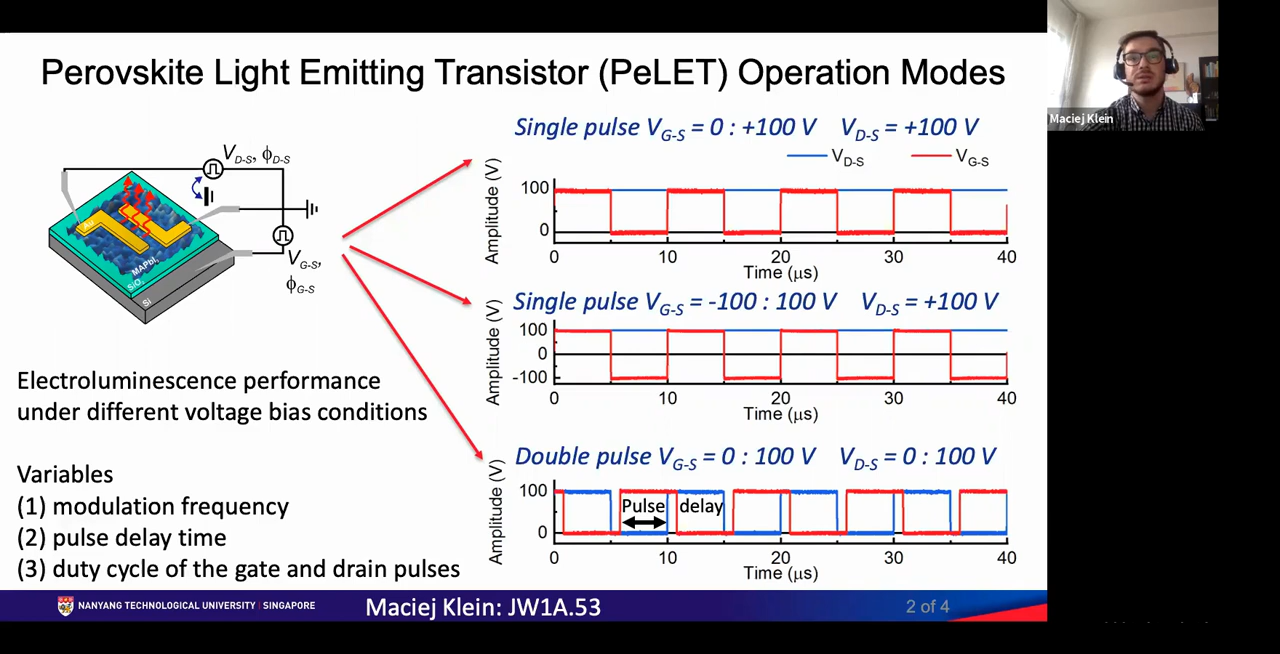 Perovskite Light Emitting Transistor (PeLET) Operation Modes
Maciej Klein
V_D-S, ϕ_D-S
V_G-S,
ϕ_G-S
Au
MAPbI₃
SiO₂
Si
Electroluminescence performance
under different voltage bias conditions
Variables
(1) modulation frequency
(2) pulse delay time
(3) duty cycle of the gate and drain pulses
Single pulse V_G-S = 0 : +100 V V_D-S = +100 V
V_D-S V_G-S
Amplitude (V)
100
0
0 10 20 30 40
Time (μs)
Single pulse V_G-S = -100 : 100 V V_D-S = +100 V
Amplitude (V)
100
0
-100
0 10 20 30 40
Time (μs)
Double pulse V_G-S = 0 : 100 V V_D-S = 0 : 100 V
Amplitude (V)
100
0
Pulse delay
0 10 20 30 40
Time (μs)
NANYANG TECHNOLOGICAL UNIVERSITY | SINGAPORE
Maciej Klein: JW1A.53
2 of 4